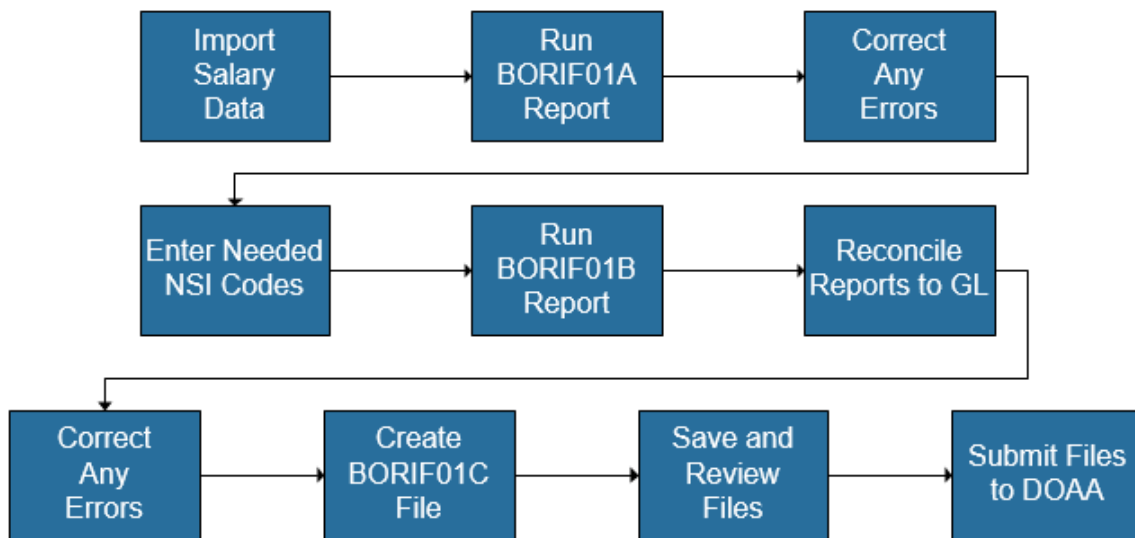 Import
Salary
Data
Run
BORIF01A
Report
Correct
Any
Errors
Enter Needed
NSI Codes
Run
BORIF01B
Report
Reconcile
Reports to GL
Correct
Any
Errors
Create
BORIF01C
File
Save and
Review
Files
Submit Files
to DOAA